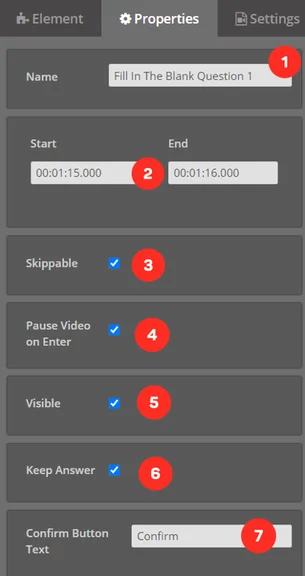 Element Properties Settings
Name Fill In The Blank Question 1 1
Start End
00:01:15.000 2 00:01:16.000
Skippable 3
Pause Video
on Enter 4
Visible 5
Keep Answer 6
Confirm Button
Text Confirm 7